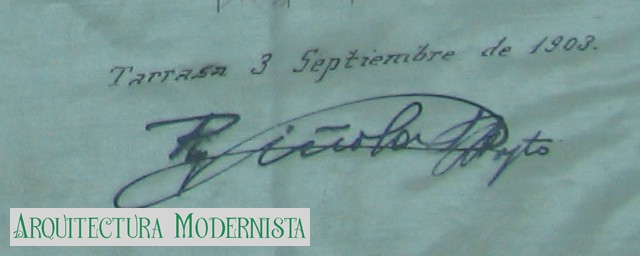 Tarrasa 3 Septiembre de 1903.
Arquitectura Modernista